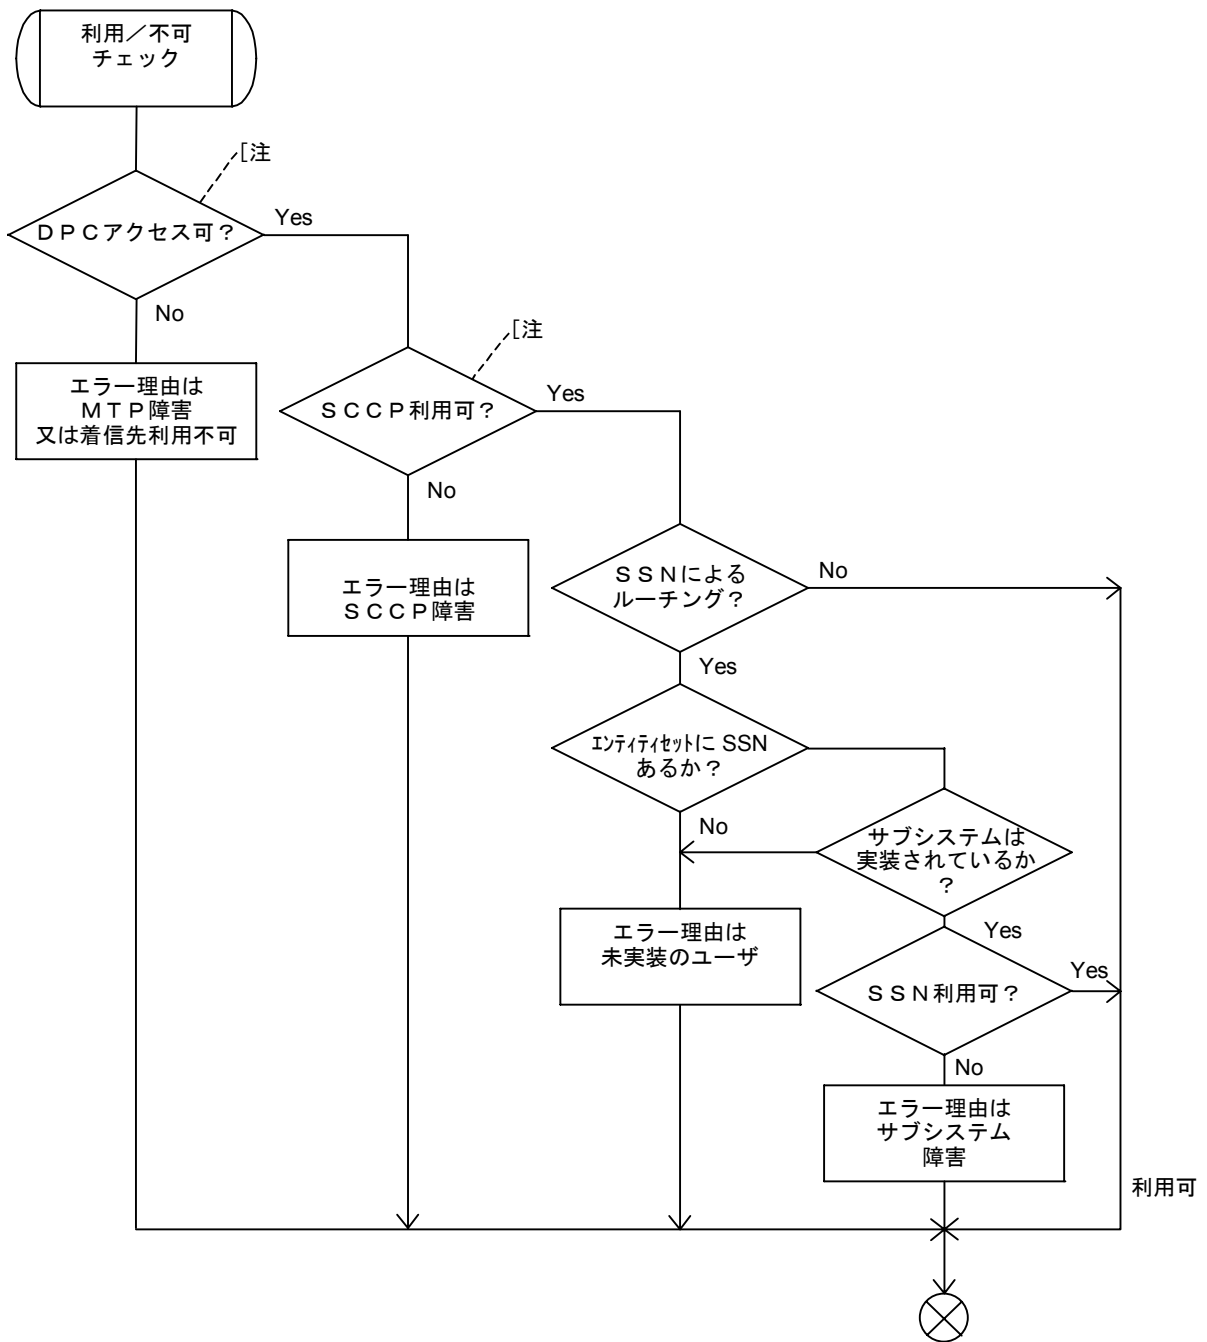 利用／不可
チェック
[注
ＤＰＣアクセス可？
Yes
No
[注
エラー理由は
ＭＴＰ障害
又は着信先利用不可
ＳＣＣＰ利用可？
Yes
No
エラー理由は
ＳＣＣＰ障害
ＳＳＮによる
ルーチング？
No
Yes
ｴﾝﾃｨﾃｨｾｯﾄに SSN
あるか？
No
サブシステムは
実装されているか
？
エラー理由は
未実装のユーザ
Yes
ＳＳＮ利用可？
Yes
No
エラー理由は
サブシステム
障害
利用可